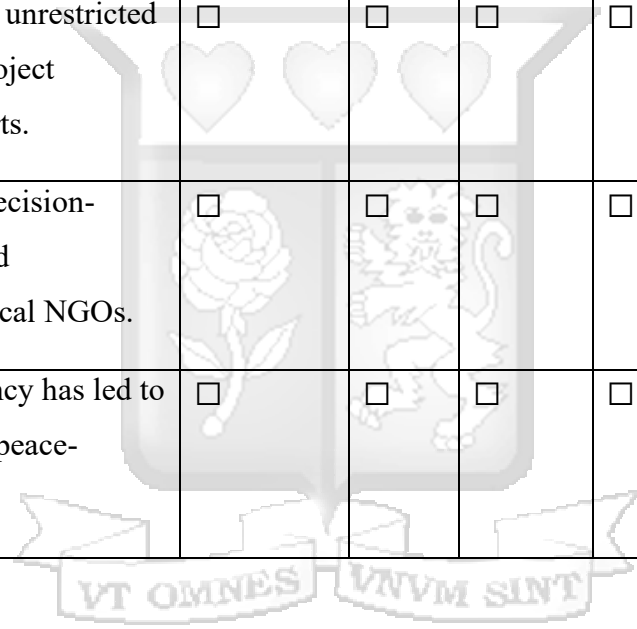 unrestricted ☐ ☐ ☐ ☐
oject
ts.
ecision- ☐ ☐ ☐ ☐
d
cal NGOs.
cy has led to ☐ ☐ ☐ ☐
peace-
VT OMNES VNVM SINT